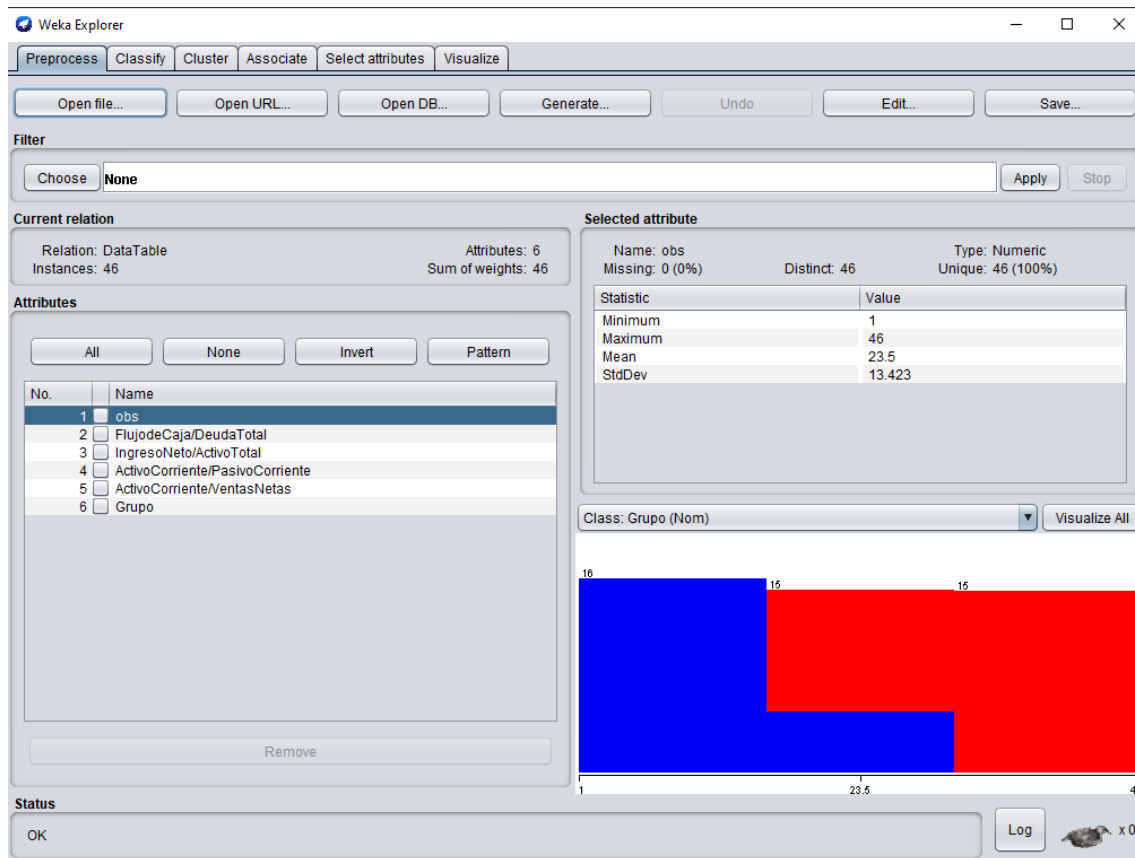 Weka Explorer
Preprocess Classify Cluster Associate Select attributes Visualize
Open file... Open URL... Open DB... Generate... Undo Edit... Save...
Filter
Choose None Apply Stop
Current relation
Relation: DataTable Attributes: 6
Instances: 46 Sum of weights: 46
Attributes
All None Invert Pattern
No. Name
1 obs
2 FlujodeCaja/DeudaTotal
3 IngresoNeto/ActivoTotal
4 ActivoCorriente/PasivoCorriente
5 ActivoCorriente/VentasNetas
6 Grupo
Remove
Selected attribute
Name: obs Type: Numeric
Missing: 0 (0%) Distinct: 46 Unique: 46 (100%)
Statistic Value
Minimum 1
Maximum 46
Mean 23.5
StdDev 13.423
Class: Grupo (Nom) Visualize All
16 15 15
1 23.5 4
Status
OK Log x 0